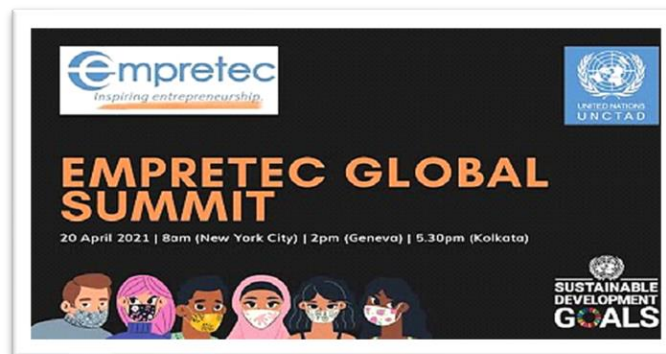 empretec
Inspiring entrepreneurship.
UNITED NATIONS
UNCTAD
EMPRETEC GLOBAL
SUMMIT
20 April 2021 | 8am (New York City) | 2pm (Geneva) | 5.30pm (Kolkata)
SUSTAINABLE
DEVELOPMENT
GOALS